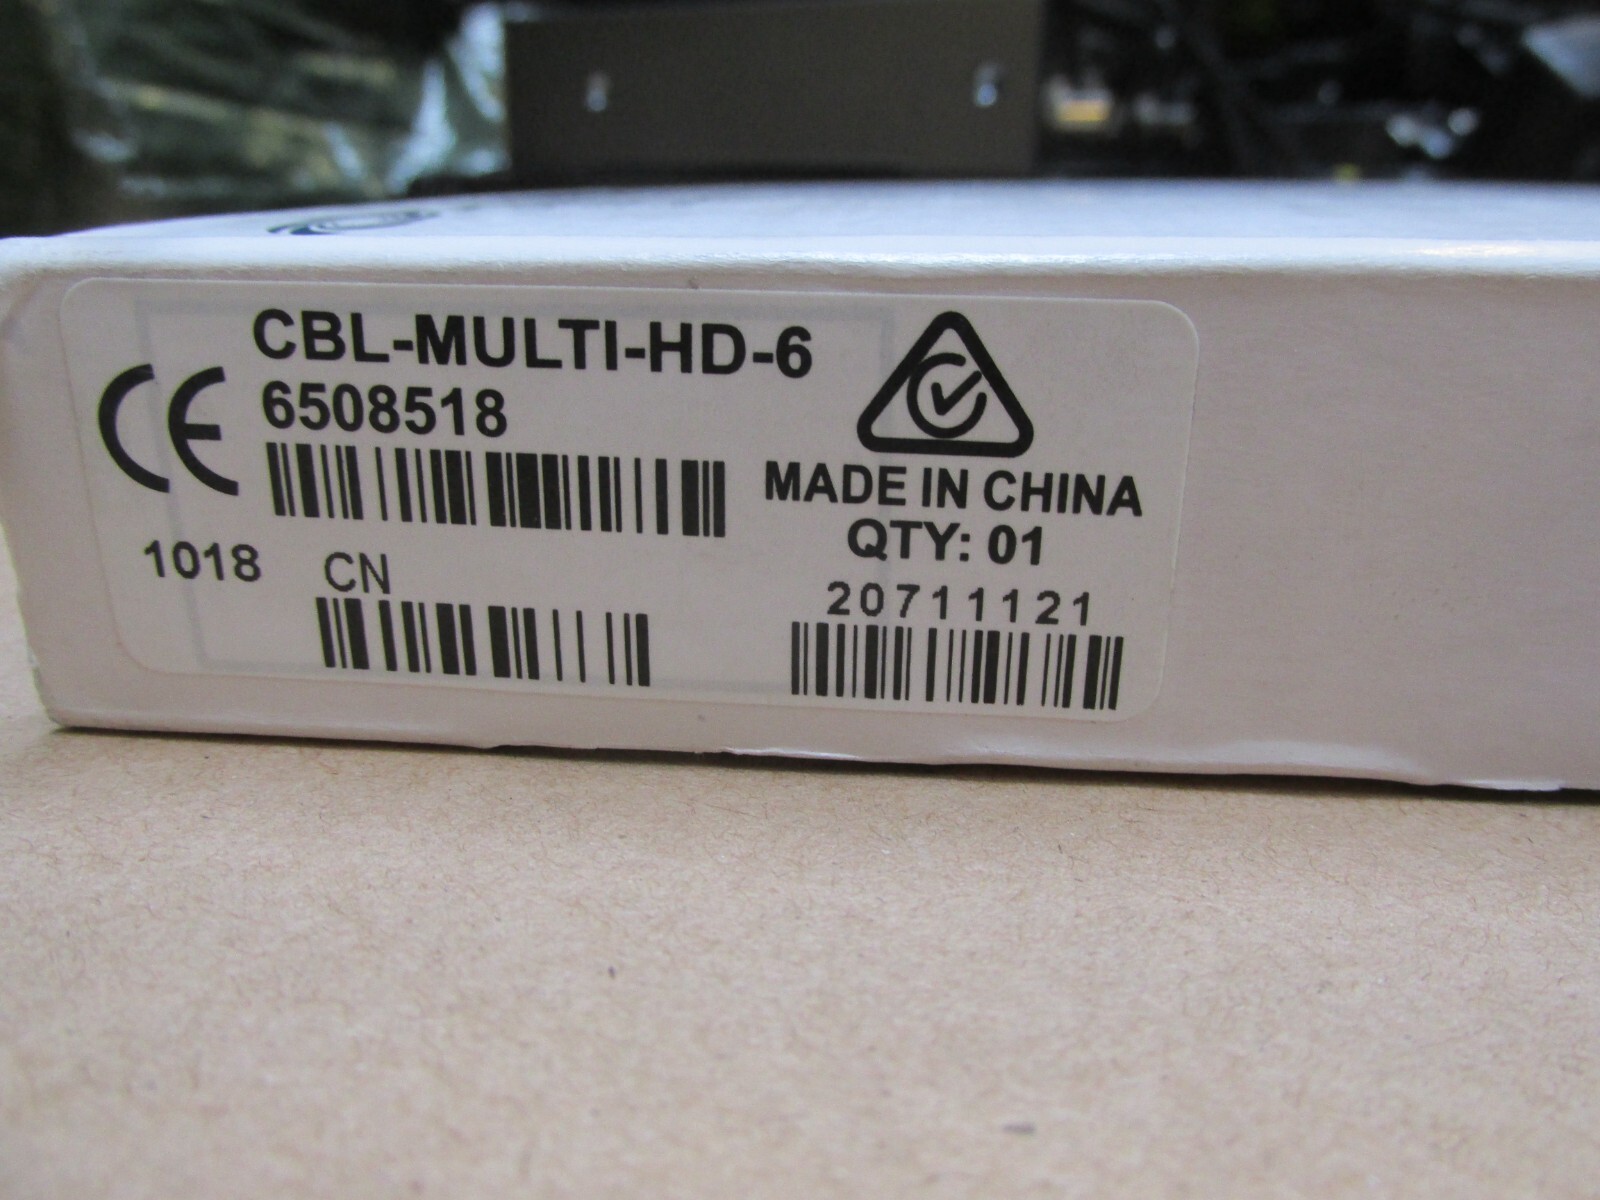 CBL-MULTI-HD-6
CE
6508518
MADE IN CHINA
QTY: 01
1018 CN
20711121